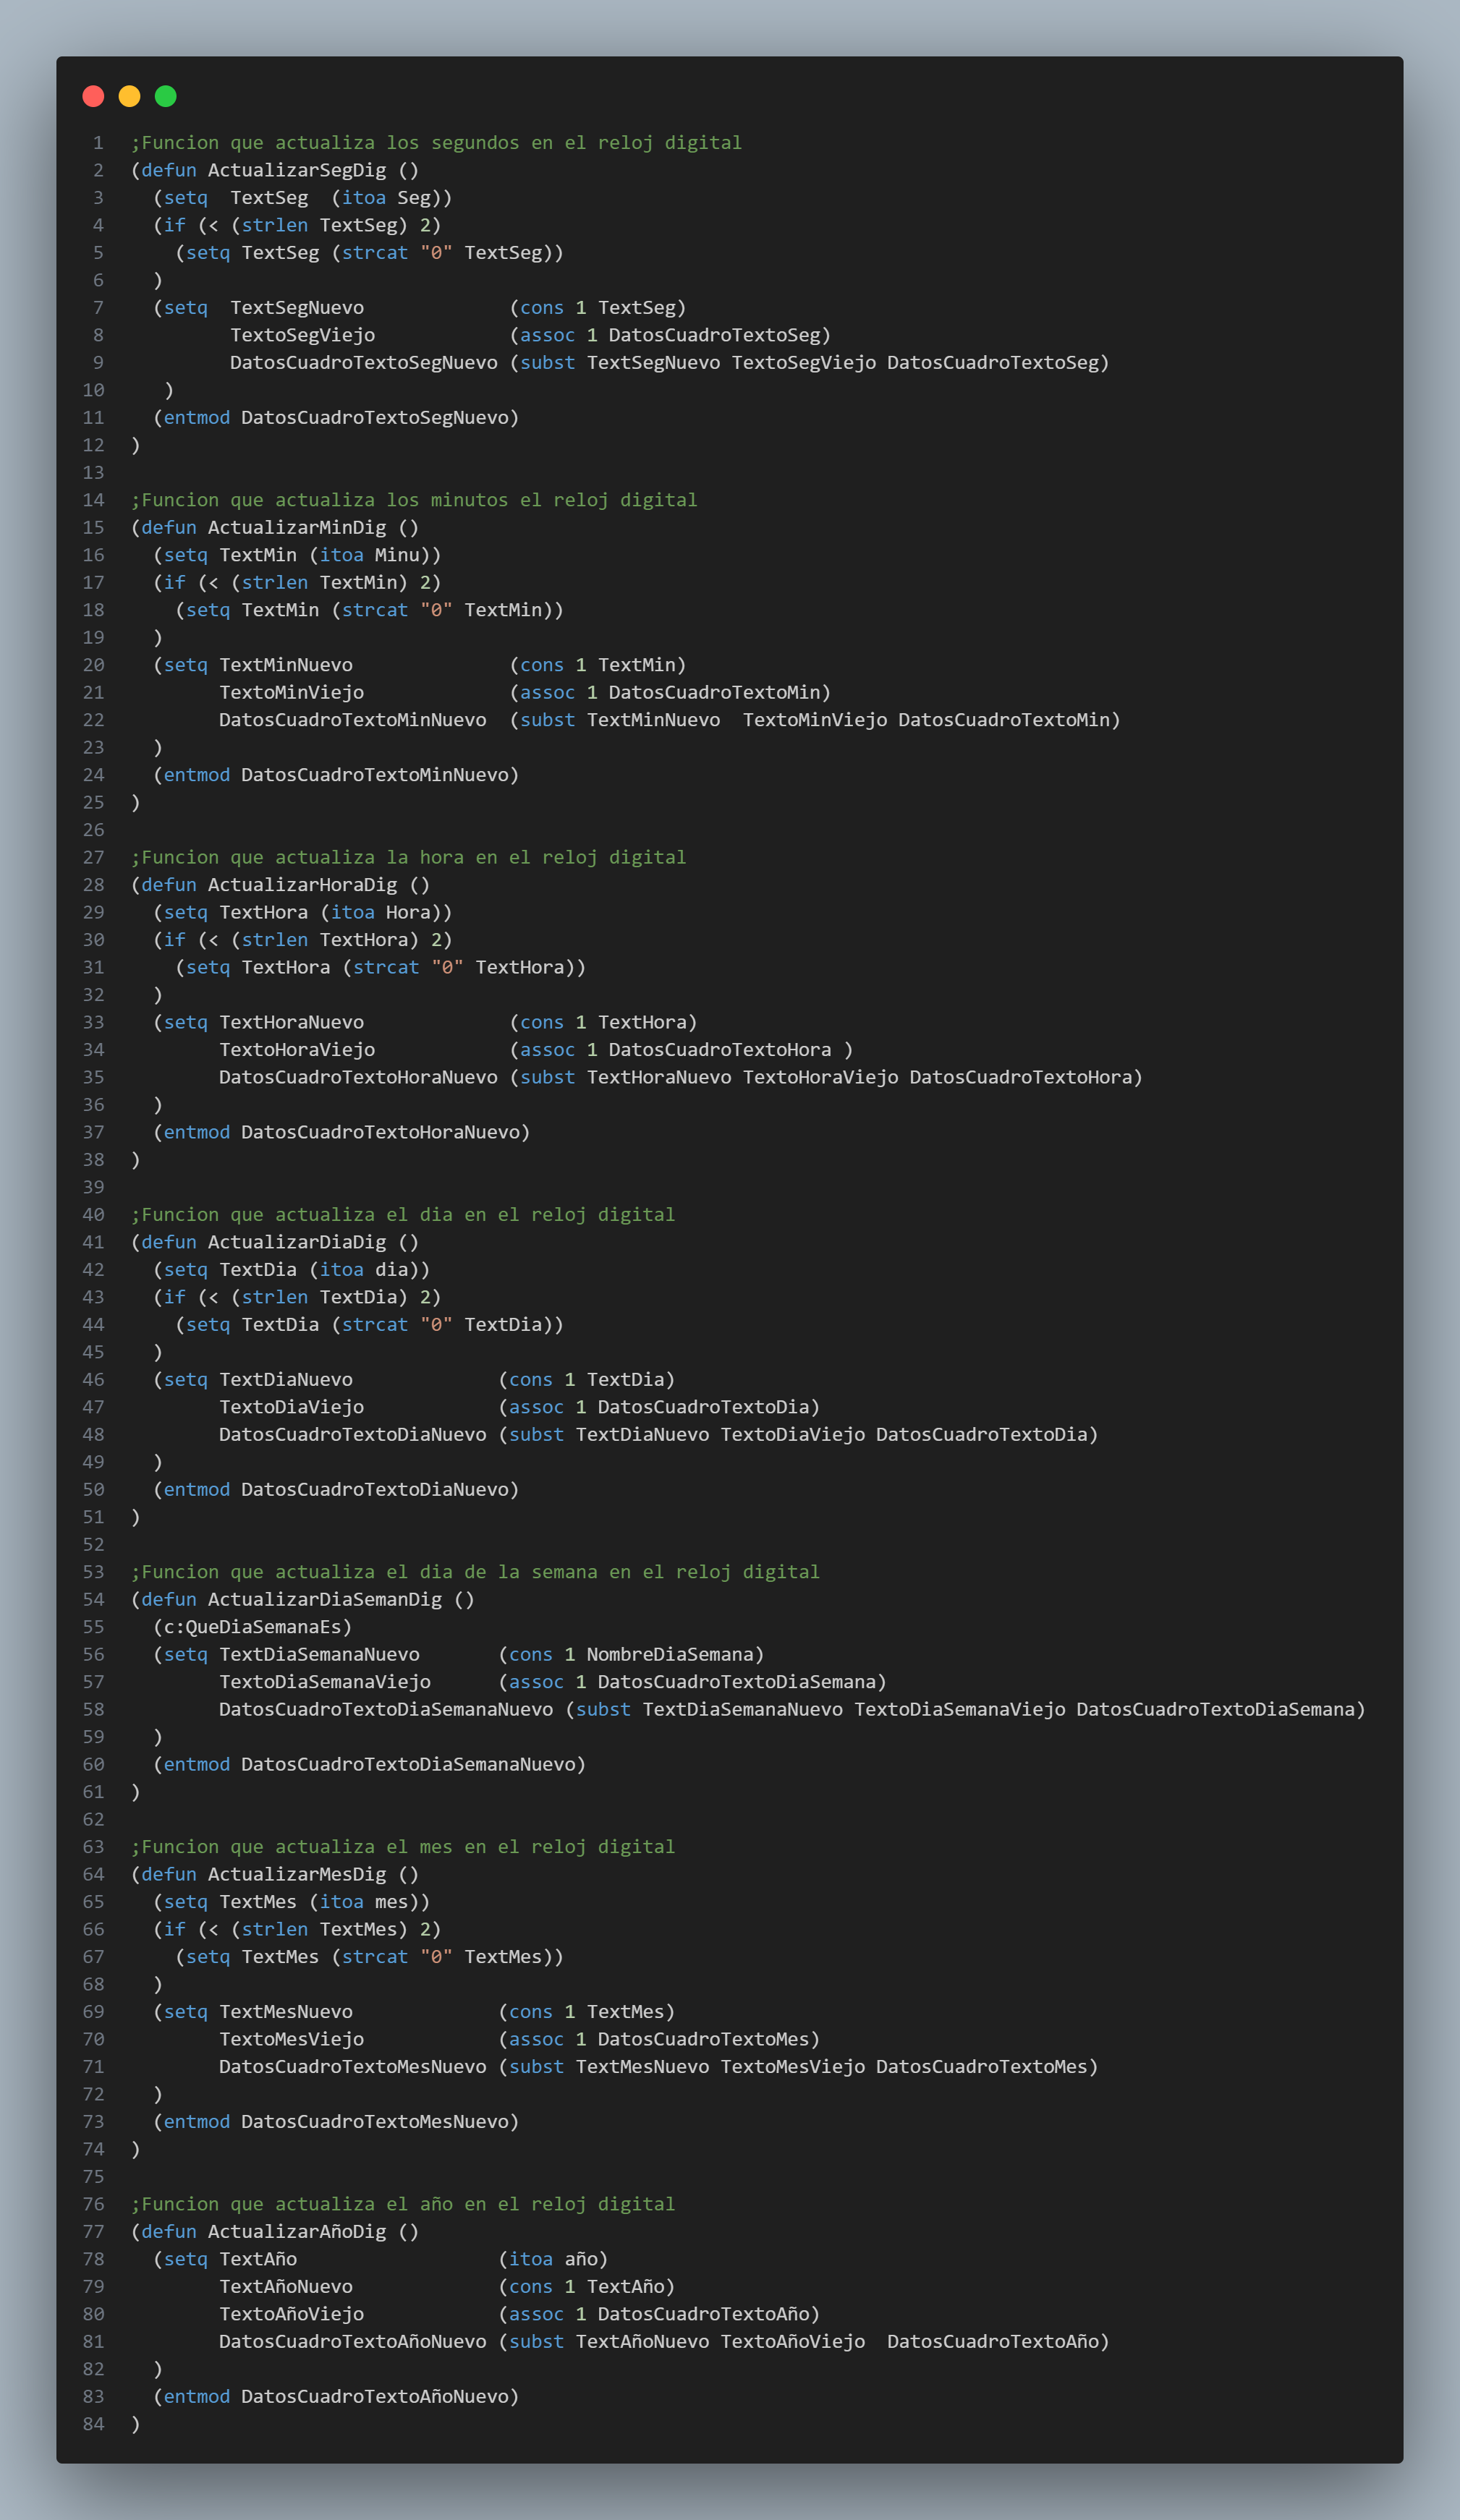 1 ;Funcion que actualiza los segundos en el reloj digital
2 (defun ActualizarSegDig ()
3   (setq  TextSeg  (itoa Seg))
4   (if (< (strlen TextSeg) 2)
5     (setq TextSeg (strcat "0" TextSeg))
6   )
7   (setq  TextSegNuevo             (cons 1 TextSeg)
8          TextoSegViejo            (assoc 1 DatosCuadroTextoSeg)
9          DatosCuadroTextoSegNuevo (subst TextSegNuevo TextoSegViejo DatosCuadroTextoSeg)
10    )
11   (entmod DatosCuadroTextoSegNuevo)
12 )
13
14 ;Funcion que actualiza los minutos el reloj digital
15 (defun ActualizarMinDig ()
16   (setq TextMin (itoa Minu))
17   (if (< (strlen TextMin) 2)
18     (setq TextMin (strcat "0" TextMin))
19   )
20   (setq TextMinNuevo              (cons 1 TextMin)
21         TextoMinViejo             (assoc 1 DatosCuadroTextoMin)
22         DatosCuadroTextoMinNuevo  (subst TextMinNuevo  TextoMinViejo DatosCuadroTextoMin)
23   )
24   (entmod DatosCuadroTextoMinNuevo)
25 )
26
27 ;Funcion que actualiza la hora en el reloj digital
28 (defun ActualizarHoraDig ()
29   (setq TextHora (itoa Hora))
30   (if (< (strlen TextHora) 2)
31     (setq TextHora (strcat "0" TextHora))
32   )
33   (setq TextHoraNuevo             (cons 1 TextHora)
34         TextoHoraViejo            (assoc 1 DatosCuadroTextoHora )
35         DatosCuadroTextoHoraNuevo (subst TextHoraNuevo TextoHoraViejo DatosCuadroTextoHora)
36   )
37   (entmod DatosCuadroTextoHoraNuevo)
38 )
39
40 ;Funcion que actualiza el dia en el reloj digital
41 (defun ActualizarDiaDig ()
42   (setq TextDia (itoa dia))
43   (if (< (strlen TextDia) 2)
44     (setq TextDia (strcat "0" TextDia))
45   )
46   (setq TextDiaNuevo             (cons 1 TextDia)
47         TextoDiaViejo            (assoc 1 DatosCuadroTextoDia)
48         DatosCuadroTextoDiaNuevo (subst TextDiaNuevo TextoDiaViejo DatosCuadroTextoDia)
49   )
50   (entmod DatosCuadroTextoDiaNuevo)
51 )
52
53 ;Funcion que actualiza el dia de la semana en el reloj digital
54 (defun ActualizarDiaSemanDig ()
55   (c:QueDiaSemanaEs)
56   (setq TextDiaSemanaNuevo       (cons 1 NombreDiaSemana)
57         TextoDiaSemanaViejo      (assoc 1 DatosCuadroTextoDiaSemana)
58         DatosCuadroTextoDiaSemanaNuevo (subst TextDiaSemanaNuevo TextoDiaSemanaViejo DatosCuadroTextoDiaSemana)
59   )
60   (entmod DatosCuadroTextoDiaSemanaNuevo)
61 )
62
63 ;Funcion que actualiza el mes en el reloj digital
64 (defun ActualizarMesDig ()
65   (setq TextMes (itoa mes))
66   (if (< (strlen TextMes) 2)
67     (setq TextMes (strcat "0" TextMes))
68   )
69   (setq TextMesNuevo             (cons 1 TextMes)
70         TextoMesViejo            (assoc 1 DatosCuadroTextoMes)
71         DatosCuadroTextoMesNuevo (subst TextMesNuevo TextoMesViejo DatosCuadroTextoMes)
72   )
73   (entmod DatosCuadroTextoMesNuevo)
74 )
75
76 ;Funcion que actualiza el año en el reloj digital
77 (defun ActualizarAñoDig ()
78   (setq TextAño                  (itoa año)
79         TextAñoNuevo             (cons 1 TextAño)
80         TextoAñoViejo            (assoc 1 DatosCuadroTextoAño)
81         DatosCuadroTextoAñoNuevo (subst TextAñoNuevo TextoAñoViejo  DatosCuadroTextoAño)
82   )
83   (entmod DatosCuadroTextoAñoNuevo)
84 )